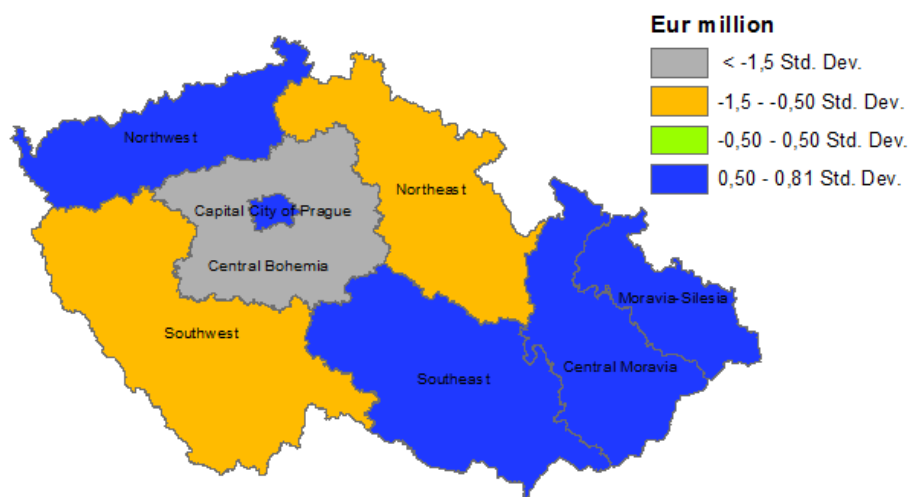 Eur million
< -1,5 Std. Dev.
-1,5 - -0,50 Std. Dev.
-0,50 - 0,50 Std. Dev.
0,50 - 0,81 Std. Dev.
Northwest
Northeast
Capital City of Prague
Central Bohemia
Moravia-Silesia
Southwest
Central Moravia
Southeast